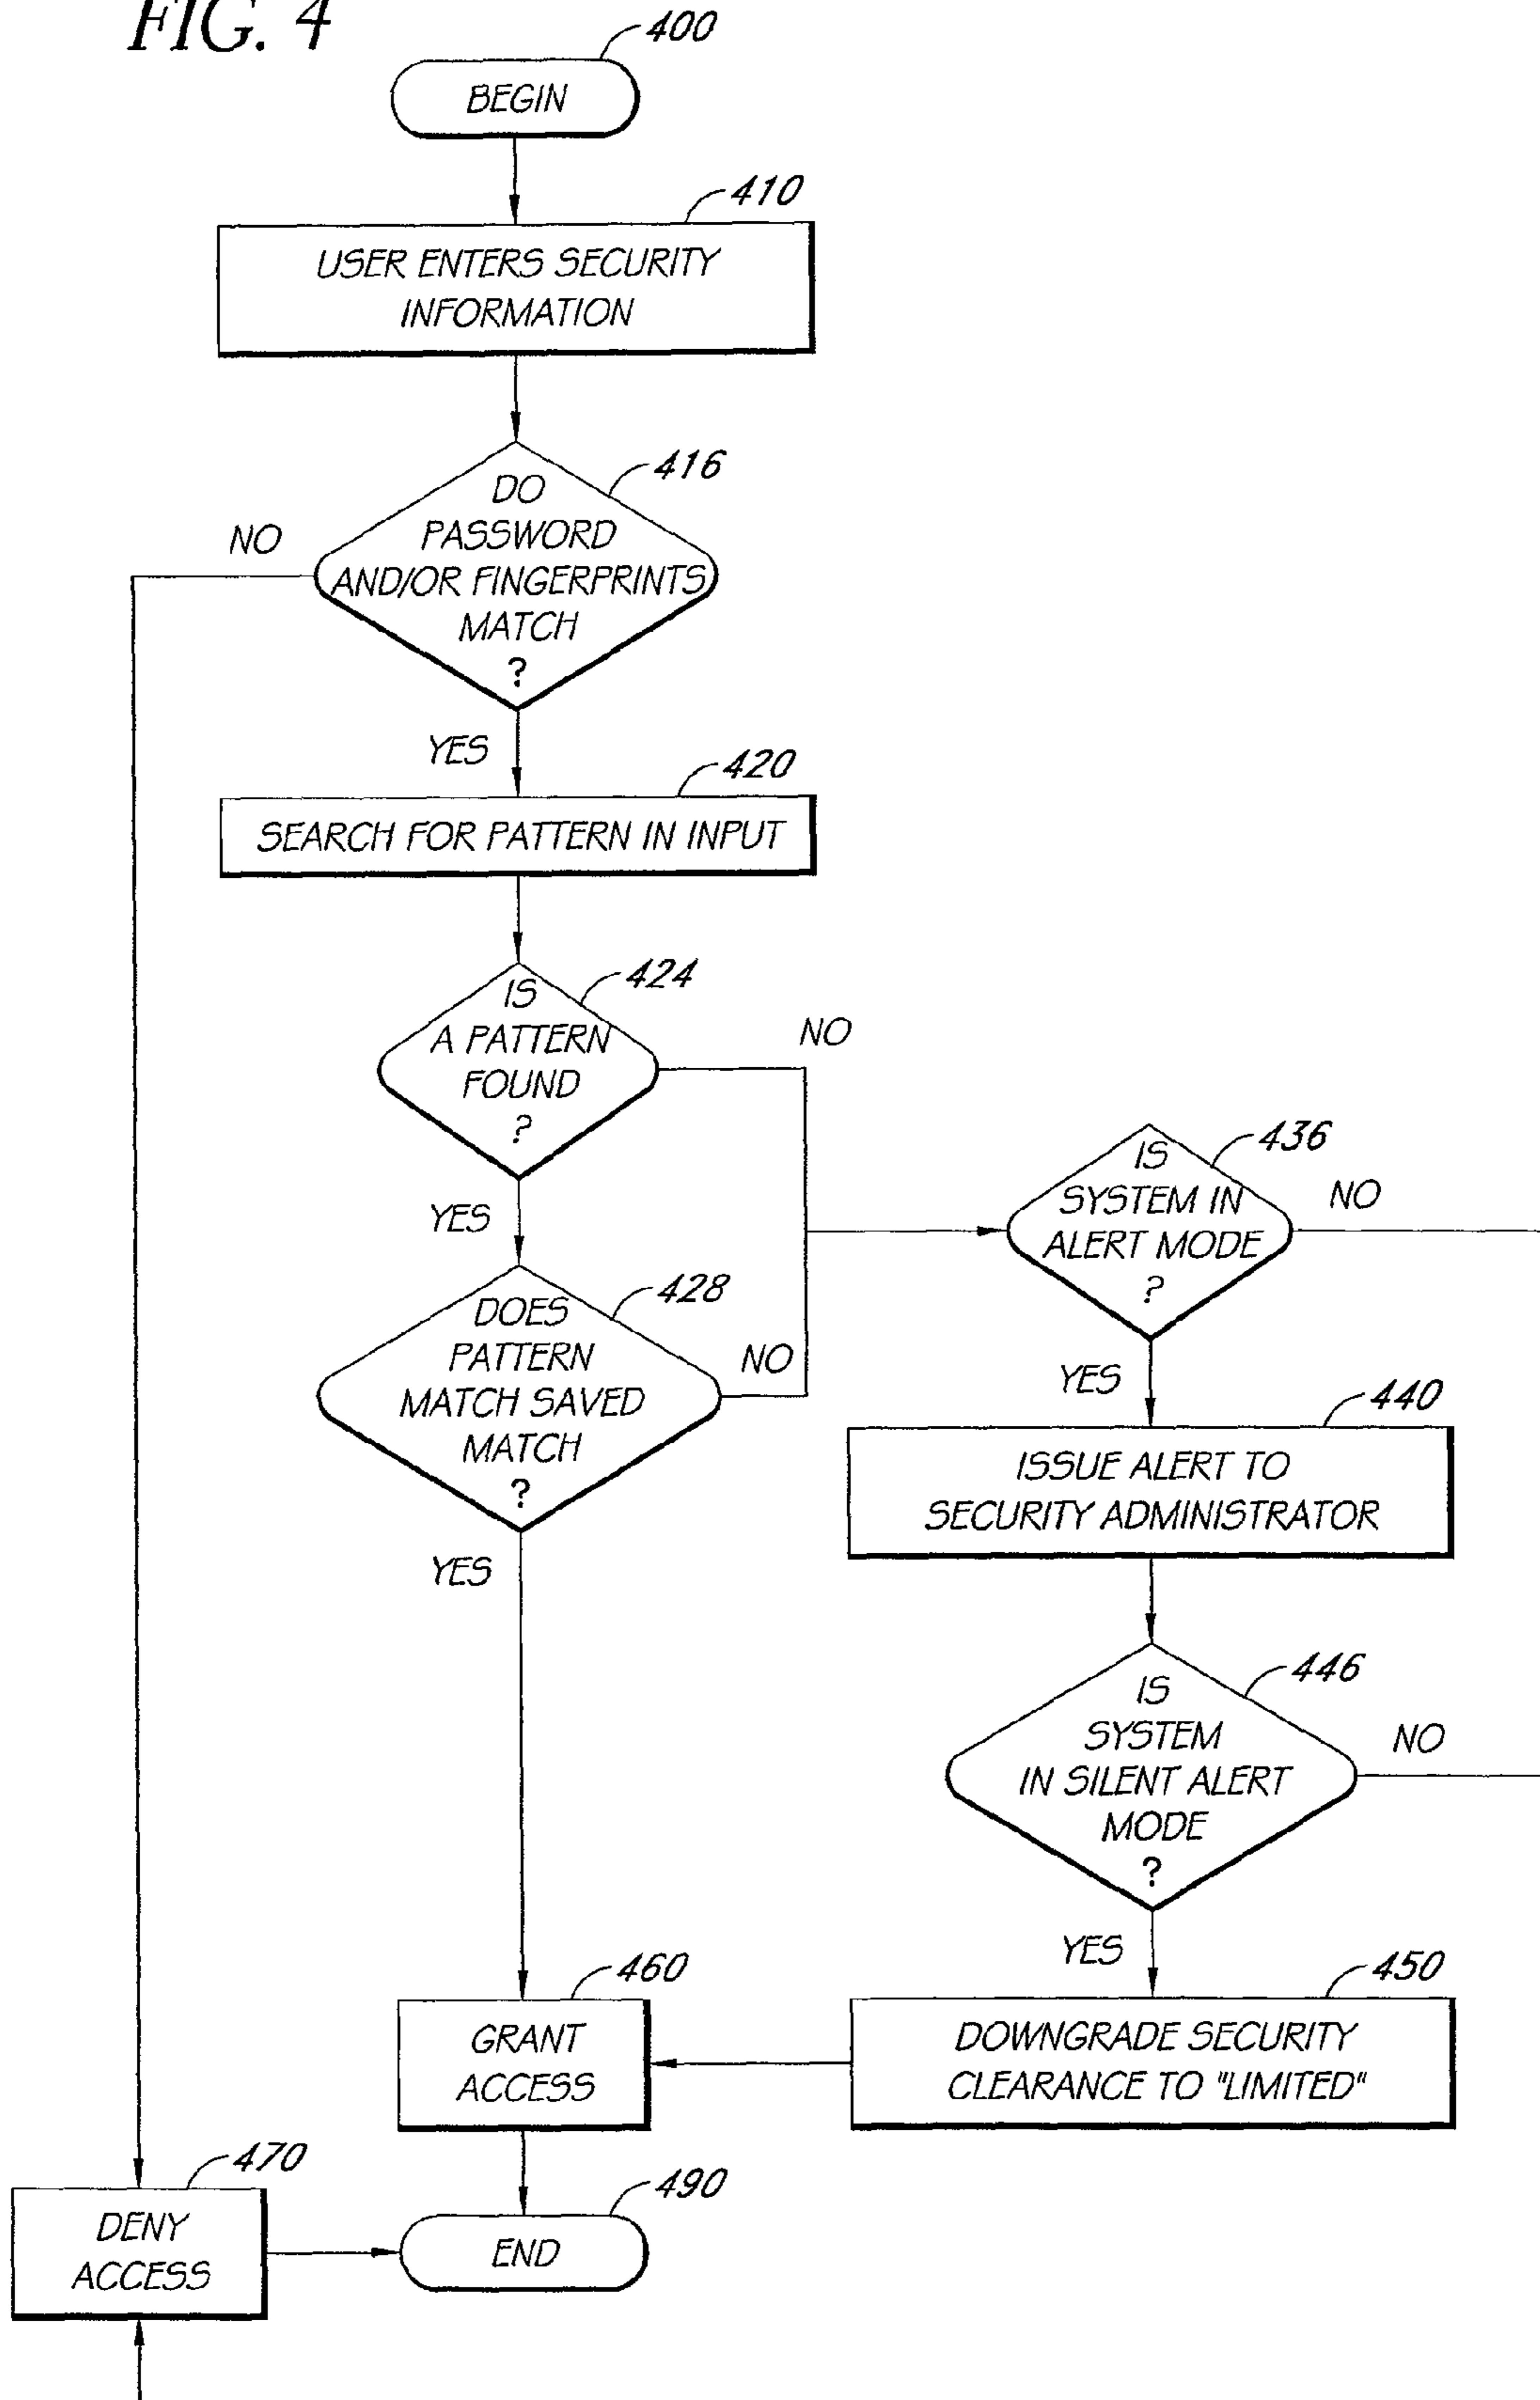 FIG. 4
400
BEGIN
410
USER ENTERS SECURITY
INFORMATION
416
DO
PASSWORD
AND/OR FINGERPRINTS
MATCH
?
NO
YES
420
SEARCH FOR PATTERN IN INPUT
424
IS
A PATTERN
FOUND
?
NO
YES
428
DOES
PATTERN
MATCH SAVED
MATCH
?
NO
YES
436
IS
SYSTEM IN
ALERT MODE
?
NO
YES
440
ISSUE ALERT TO
SECURITY ADMINISTRATOR
446
IS
SYSTEM
IN SILENT ALERT
MODE
?
NO
YES
450
DOWNGRADE SECURITY
CLEARANCE TO "LIMITED"
460
GRANT
ACCESS
470
DENY
ACCESS
490
END